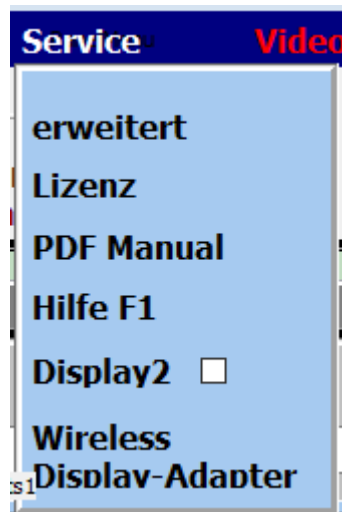 Service Video
erweitert
Lizenz
PDF Manual
Hilfe F1
Display2
Wireless
Display-Adapter